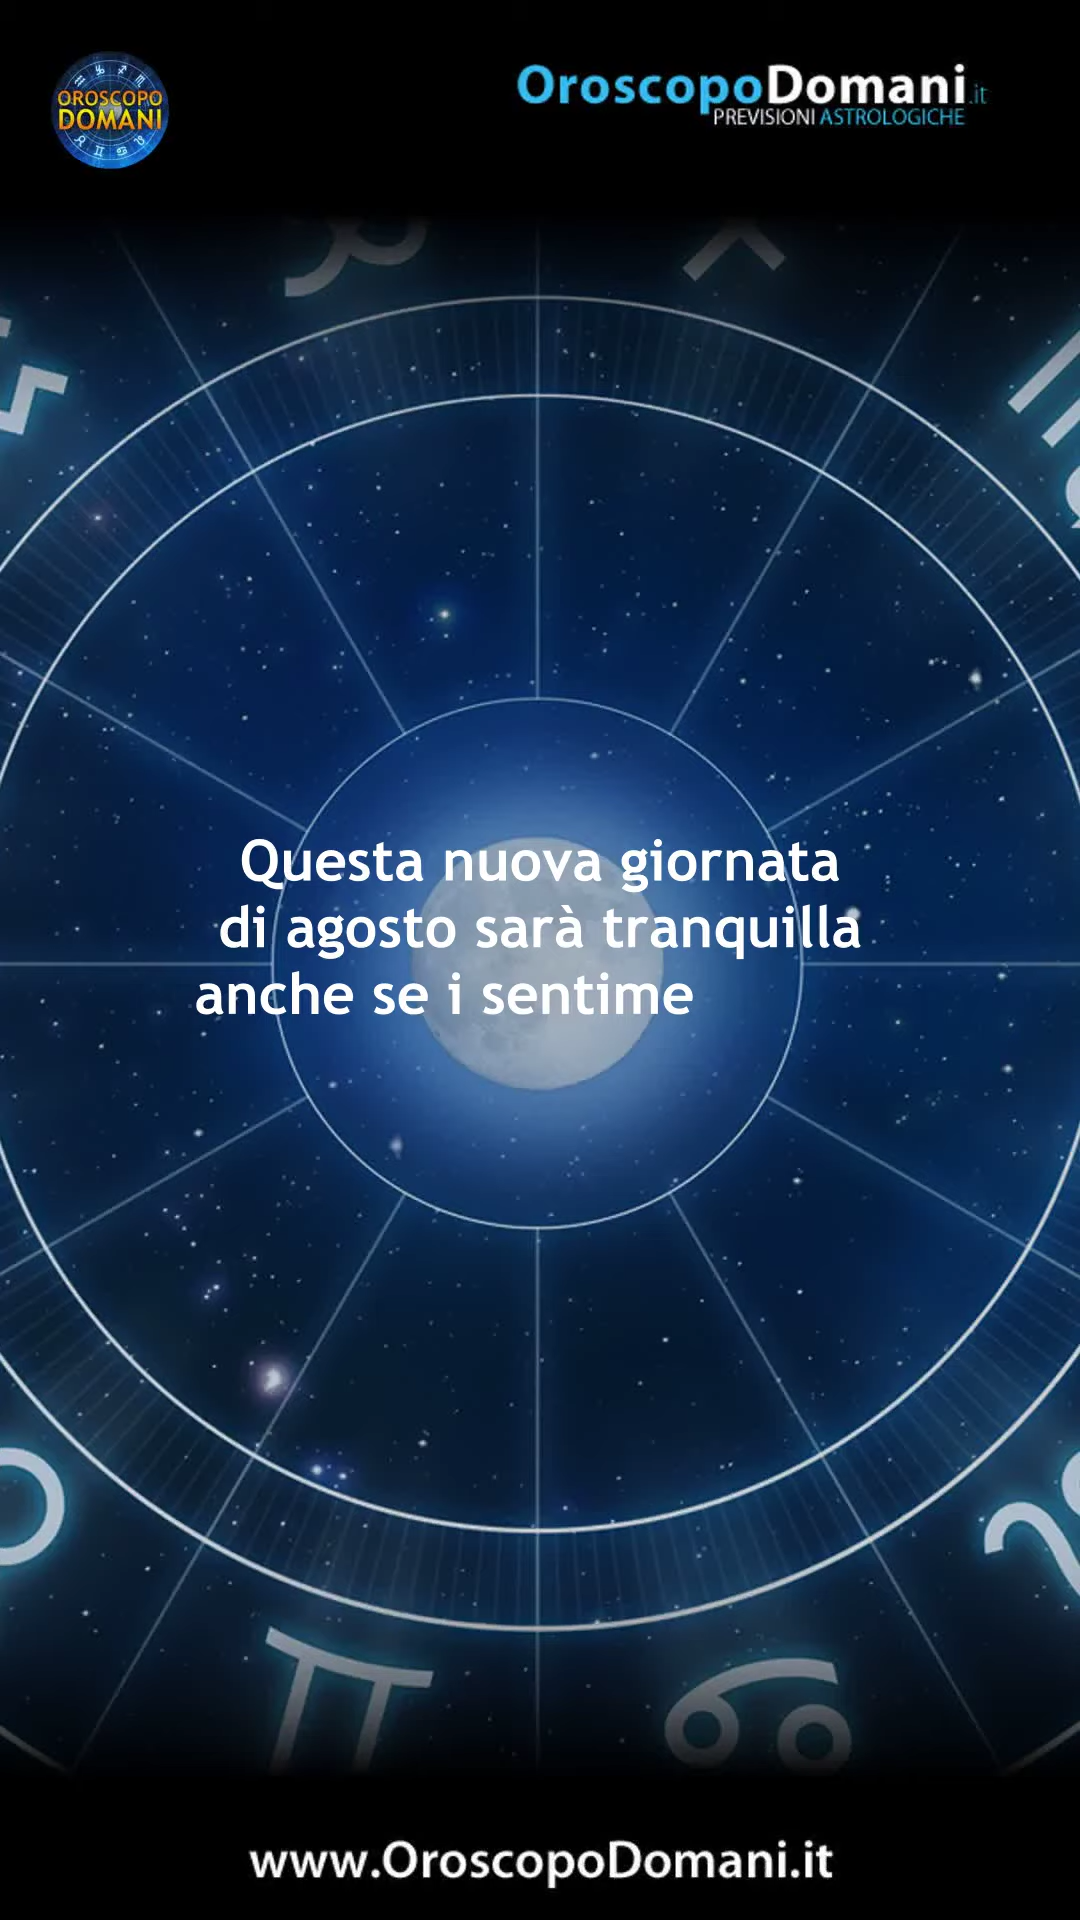 OROSCOPO
DOMANI
OroscopoDomani.it
PREVISIONI ASTROLOGICHE
Questa nuova giornata
di agosto sarà tranquilla
anche se i sentime
www.OroscopoDomani.it